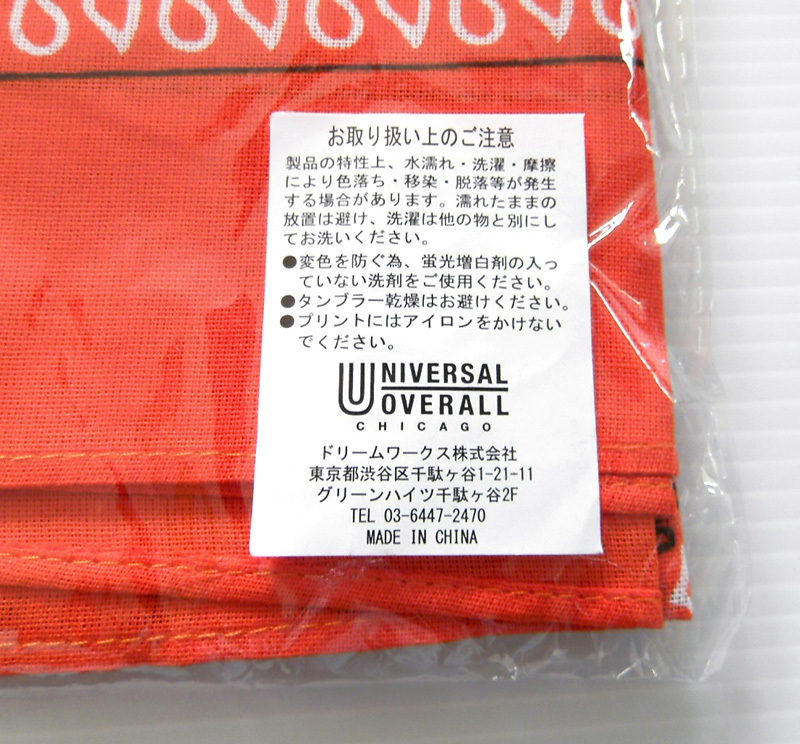 お取り扱い上のご注意
製品の特性上、水濡れ・洗濯・摩擦
により色落ち・移染・脱落等が発生
する場合があります。濡れたままの
放置は避け、洗濯は他の物と別にし
てお洗いください。
●変色を防ぐ為、蛍光増白剤の入っ
ていない洗剤をご使用ください。
●タンブラー乾燥はお避けください。
●プリントにはアイロンをかけない
でください。
UNIVERSAL
OVERALL
CHICAGO
ドリームワークス株式会社
東京都渋谷区千駄ヶ谷1-21-11
グリーンハイツ千駄ヶ谷2F
TEL 03-6447-2470
MADE IN CHINA